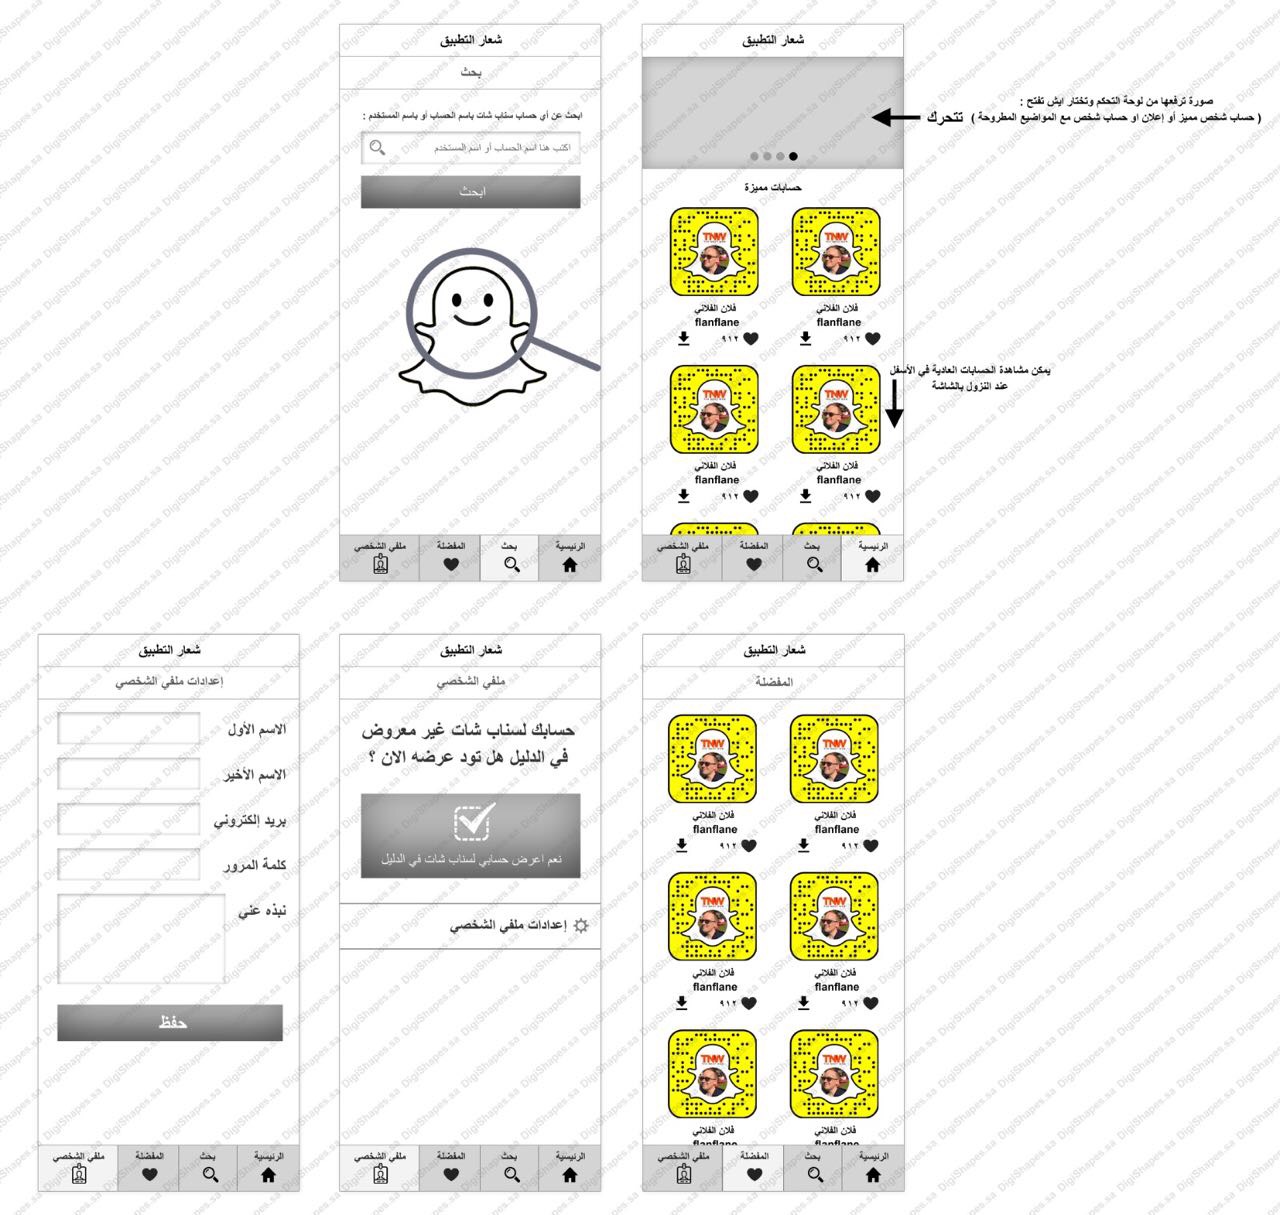 شعار التطبيق
صورة ترفعها من لوحة التحكم وتختار ايش تفتح :
( حساب شخص مميز أو إعلان او حساب شخص مع المواضيع المطروحة ) تتحرك
حسابات مميزة
TNW
TNW
فلان الفلاني
flanflane
٩١٢
فلان الفلاني
flanflane
٩١٢
يمكن مشاهدة الحسابات العادية في الأسفل
عند النزول بالشاشة
TNW
TNW
فلان الفلاني
flanflane
٩١٢
فلان الفلاني
flanflane
٩١٢
الرئيسية
بحث
المفضلة
ملفي الشخصي
شعار التطبيق
بحث
ابحث عن أي حساب سناب شات باسم الحساب أو باسم المستخدم :
اكتب هنا اسم الحساب أو اسم المستخدم
ابحث
الرئيسية
بحث
المفضلة
ملفي الشخصي
شعار التطبيق
المفضلة
TNW
TNW
فلان الفلاني
flanflane
٩١٢
فلان الفلاني
flanflane
٩١٢
TNW
TNW
فلان الفلاني
flanflane
٩١٢
فلان الفلاني
flanflane
٩١٢
TNW
TNW
فلان الفلاني
flanflane
فلان الفلاني
flanflane
الرئيسية
بحث
المفضلة
ملفي الشخصي
شعار التطبيق
ملفي الشخصي
حسابك لسناب شات غير معروض
في الدليل هل تود عرضه الان ؟
نعم اعرض حسابي لسناب شات في الدليل
إعدادات ملفي الشخصي
الرئيسية
بحث
المفضلة
ملفي الشخصي
شعار التطبيق
إعدادات ملفي الشخصي
الاسم الأول
الاسم الأخير
بريد إلكتروني
كلمة المرور
نبذه عني
حفظ
الرئيسية
بحث
المفضلة
ملفي الشخصي
DigiShapes.sa